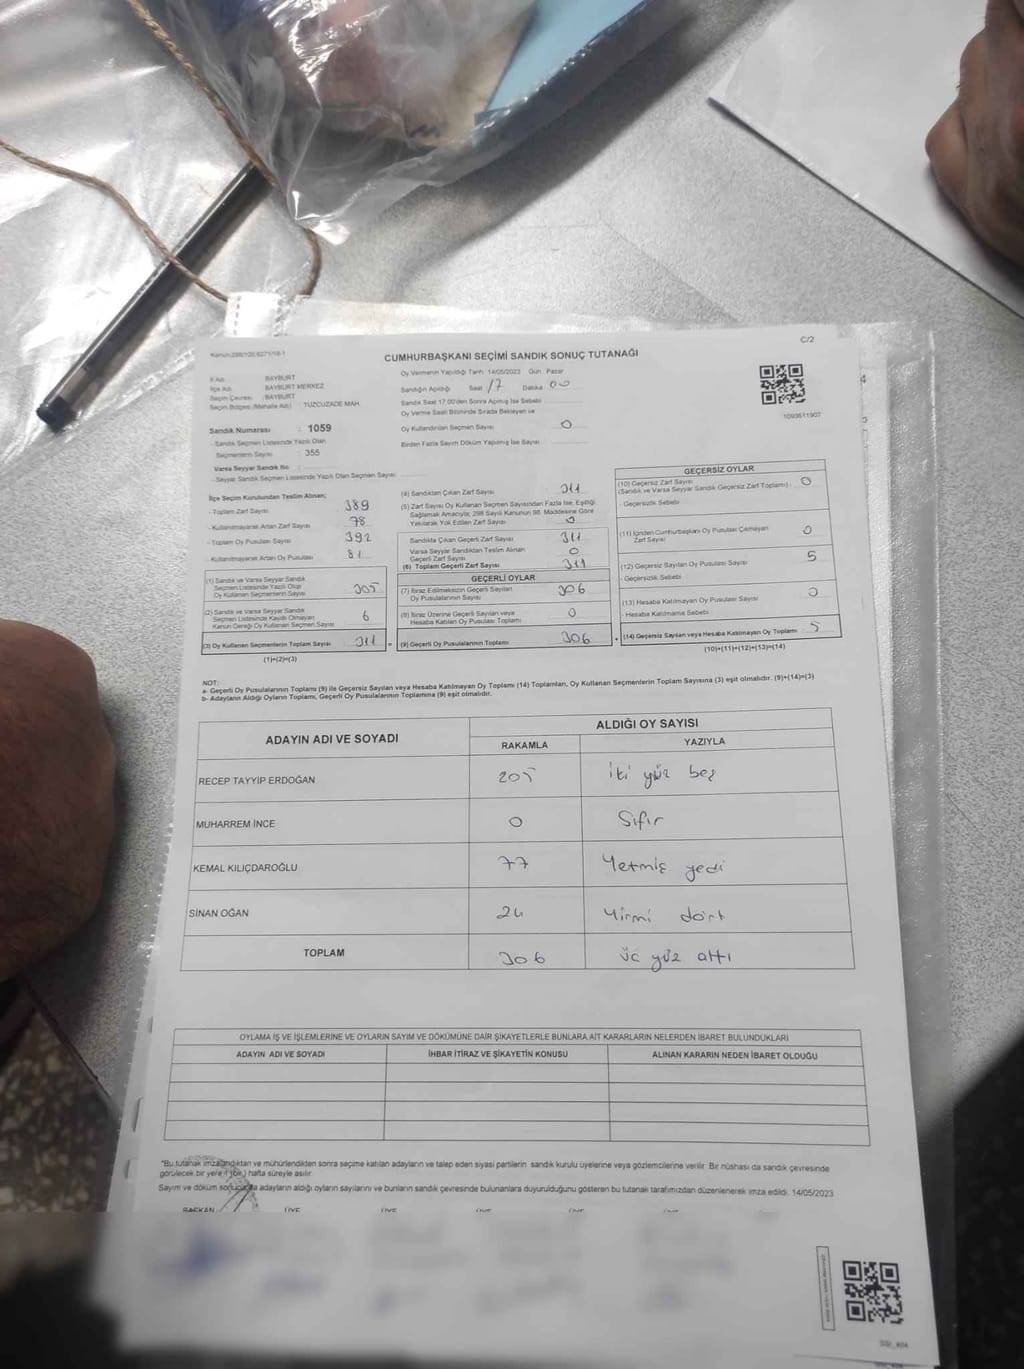 C/2
CUMHURBAŞKANI SEÇİMİ SANDIK SONUÇ TUTANAĞI
İl Adı : BAYBURT
İlçe Adı : BAYBURT MERKEZ
Seçim Çevresi : BAYBURT
Seçim Bölgesi (Mahalle Adı) : TUZCUZADE MAH.
Sandık Numarası : 1059
- Sandık Seçmen Listesinde Yazılı Olan
Seçmenlerin Sayısı : 355
Varsa Seyyar Sandık No :
- Seyyar Sandık Seçmen Listesinde Yazılı Olan Seçmen Sayısı
Oy Vermenin Yapıldığı Tarih: 14/05/2023 Gün: Pazar
Sandığın Açıldığı Saat 17 Dakika 00
Sandık Saat 17:00'den Sonra Açılmış İse Sebebi
Oy Verme Saati Bitiminde Sırada Bekleyen ve
Oy Kullandırılan Seçmen Sayısı 0
Birden Fazla Sayım Döküm Yapılmış İse Sayısı
1093611907
İlçe Seçim Kurulundan Teslim Alınan;
- Toplam Zarf Sayısı 389
- Kullanılmayarak Artan Zarf Sayısı 78
- Toplam Oy Pusulası Sayısı 392
- Kullanılmayarak Artan Oy Pusulası 81
(1) Sandık ve Varsa Seyyar Sandık
Seçmen Listesinde Yazılı Olup
Oy Kullanan Seçmenlerin Sayısı 305
(2) Sandık ve Varsa Seyyar Sandık
Seçmen Listesinde Kayıtlı Olmayan
Kanun Gereği Oy Kullanan Seçmen Sayısı 6
(3) Oy Kullanan Seçmenlerin Toplam Sayısı 311 =
(1)+(2)=(3)
(4) Sandıktan Çıkan Zarf Sayısı 311
(5) Zarf Sayısı Oy Kullanan Seçmen Sayısından Fazla İse; Eşitliği
Sağlamak Amacıyla; 298 Sayılı Kanunun 98. Maddesine Göre
Yakılarak Yok Edilen Zarf Sayısı 0
Sandıkta Çıkan Geçerli Zarf Sayısı 311
Varsa Seyyar Sandıktan Teslim Alınan
Geçerli Zarf Sayısı 0
(6) Toplam Geçerli Zarf Sayısı 311
GEÇERLİ OYLAR
(7) İtiraz Edilmeksizin Geçerli Sayılan
Oy Pusulalarının Sayısı 306
(8) İtiraz Üzerine Geçerli Sayılan veya
Hesaba Katılan Oy Pusulası Toplamı 0
(9) Geçerli Oy Pusulalarının Toplamı 306 +
GEÇERSİZ OYLAR
(10) Geçersiz Zarf Sayısı
(Sandık ve Varsa Seyyar Sandık Geçersiz Zarf Toplamı) : 0
- Geçersizlik Sebebi
(11) İçinden Cumhurbaşkanı Oy Pusulası Çıkmayan
Zarf Sayısı 0
(12) Geçersiz Sayılan Oy Pusulası Sayısı 5
- Geçersizlik Sebebi
(13) Hesaba Katılmayan Oy Pusulası Sayısı 0
- Hesaba Katılmama Sebebi
(14) Geçersiz Sayılan veya Hesaba Katılmayan Oy Toplamı 5
(10)+(11)+(12)+(13)=(14)
NOT:
a- Geçerli Oy Pusulalarının Toplamı (9) ile Geçersiz Sayılan veya Hesaba Katılmayan Oy Toplamı (14) Toplamları, Oy Kullanan Seçmenlerin Toplam Sayısına (3) eşit olmalıdır. (9)+(14)=(3)
b- Adayların Aldığı Oyların Toplamı, Geçerli Oy Pusulalarının Toplamına (9) eşit olmalıdır.
ADAYIN ADI VE SOYADI
ALDIĞI OY SAYISI
RAKAMLA YAZIYLA
RECEP TAYYIP ERDOĞAN 205 iki yüz beş
MUHARREM İNCE 0 Sıfır
KEMAL KILIÇDAROĞLU 77 Yetmiş yedi
SİNAN OĞAN 24 Yirmi dört
TOPLAM 306 üç yüz altı
OYLAMA İŞ VE İŞLEMLERİNE VE OYLARIN SAYIM VE DÖKÜMÜNE DAİR ŞİKAYETLERLE BUNLARA AİT KARARLARIN NELERDEN İBARET BULUNDUKLARI
ADAYIN ADI VE SOYADI İHBAR İTİRAZ VE ŞİKAYETİN KONUSU ALINAN KARARIN NEDEN İBARET OLDUĞU
*Bu tutanak imzalandıktan ve mühürlendikten sonra seçime katılan adayların ve talep eden siyasi partilerin sandık kurulu üyelerine veya gözlemcilerine verilir. Bir nüshası da sandık çevresinde
görülecek bir yere 1 (bir) hafta süreyle asılır.
Sayım ve döküm sonucunda adayların aldığı oyların sayılarını ve bunların sandık çevresinde bulunanlara duyurulduğunu gösteren bu tutanak tarafımızdan düzenlenerek imza edildi. 14/05/2023
BAŞKAN ÜYE ÜYE ÜYE ÜYE ÜYE